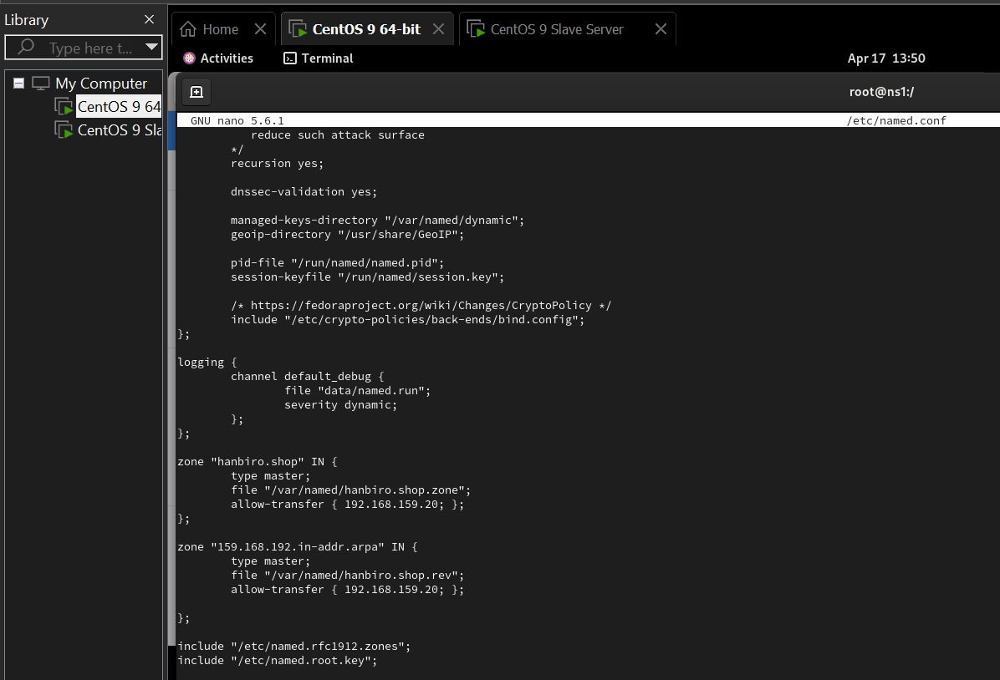 Library
Type here t...
My Computer
CentOS 9 64
CentOS 9 Sla
Home
CentOS 9 64-bit
CentOS 9 Slave Server
Activities
Terminal
Apr 17 13:50
root@ns1:/
GNU nano 5.6.1 /etc/named.conf
reduce such attack surface
*/
recursion yes;
dnssec-validation yes;
managed-keys-directory "/var/named/dynamic";
geoip-directory "/usr/share/GeoIP";
pid-file "/run/named/named.pid";
session-keyfile "/run/named/session.key";
/* https://fedoraproject.org/wiki/Changes/CryptoPolicy */
include "/etc/crypto-policies/back-ends/bind.config";
};
logging {
channel default_debug {
file "data/named.run";
severity dynamic;
};
};
zone "hanbiro.shop" IN {
type master;
file "/var/named/hanbiro.shop.zone";
allow-transfer { 192.168.159.20; };
};
zone "159.168.192.in-addr.arpa" IN {
type master;
file "/var/named/hanbiro.shop.rev";
allow-transfer { 192.168.159.20; };
};
include "/etc/named.rfc1912.zones";
include "/etc/named.root.key";